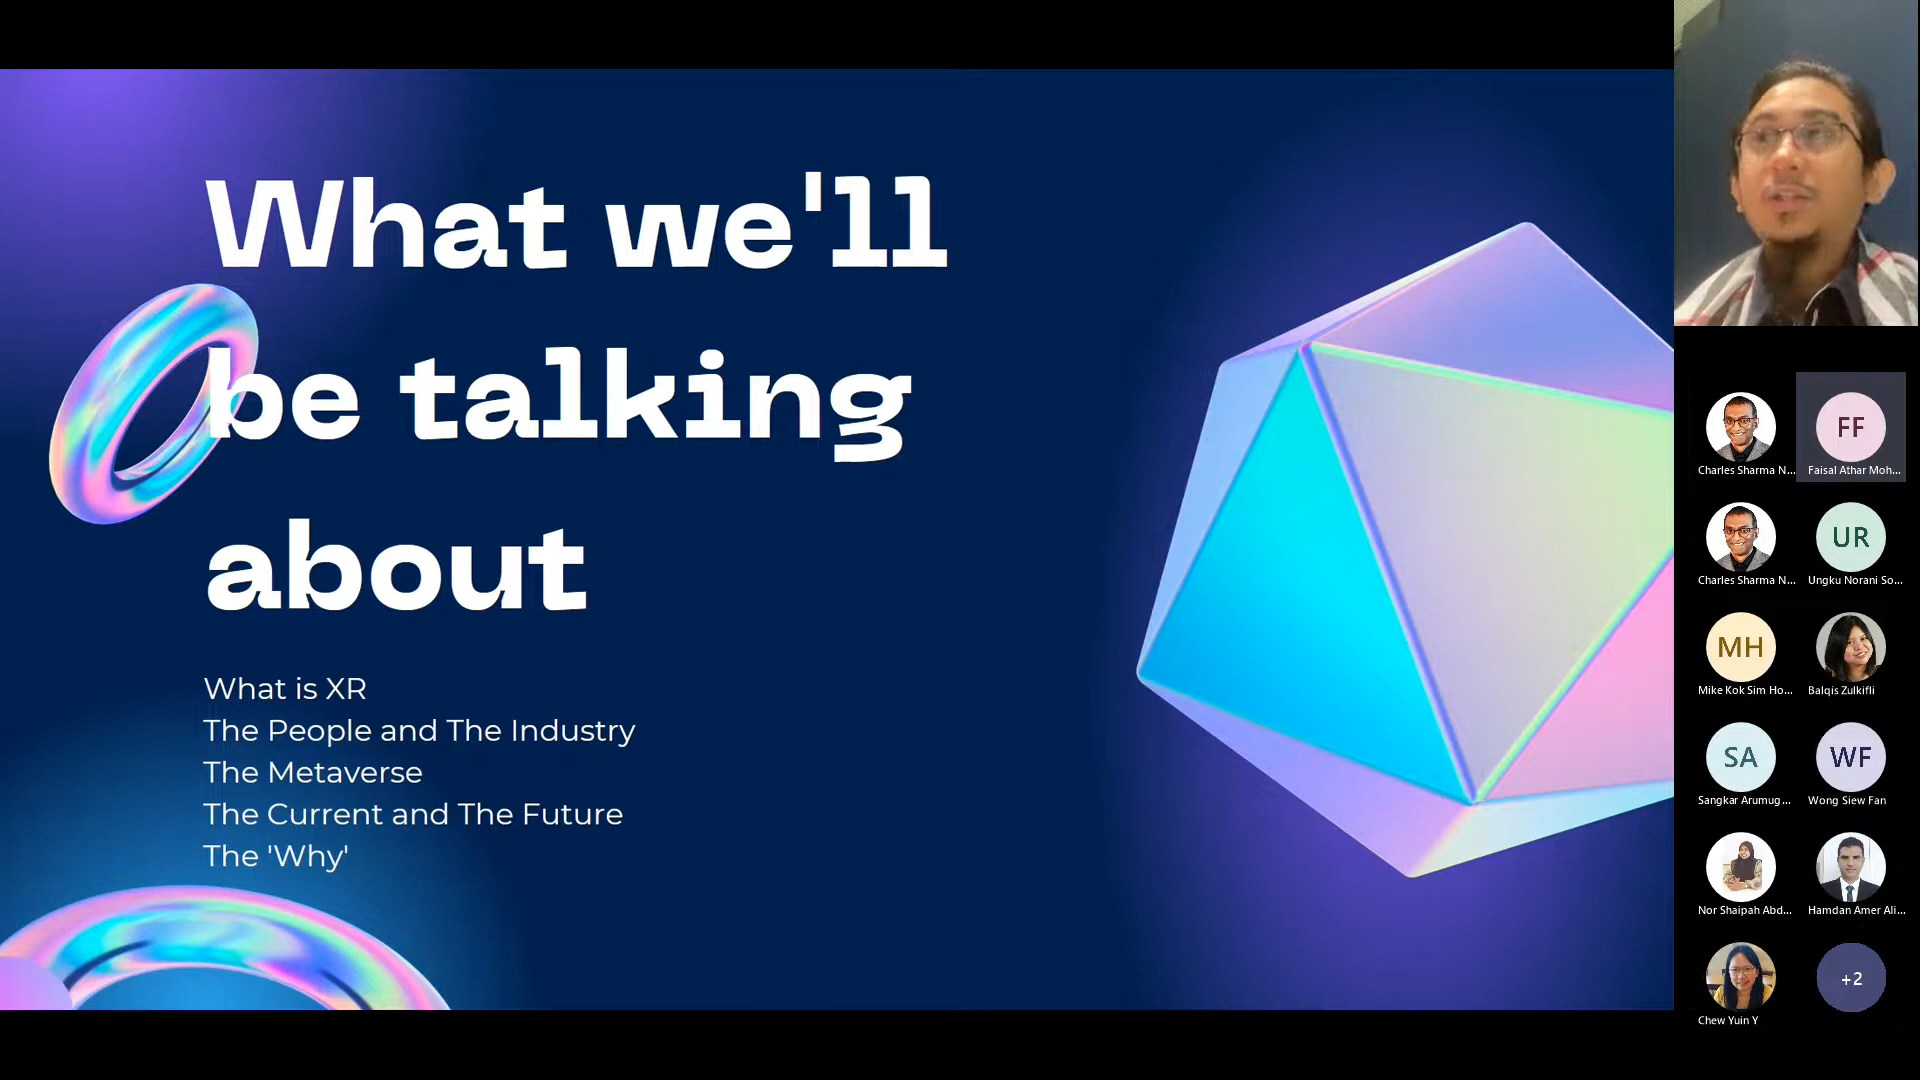 What we'll
be talking
about
What is XR
The People and The Industry
The Metaverse
The Current and The Future
The 'Why'
Charles Sharma N...
FF
Faisal Athar Moh...
Charles Sharma N...
UR
Ungku Norani So...
MH
Mike Kok Sim Ho...
Balqis Zulkifli
SA
Sangkar Arumug...
WF
Wong Siew Fan
Nor Shaipah Abd...
Hamdan Amer Ali...
Chew Yuin Y
+2